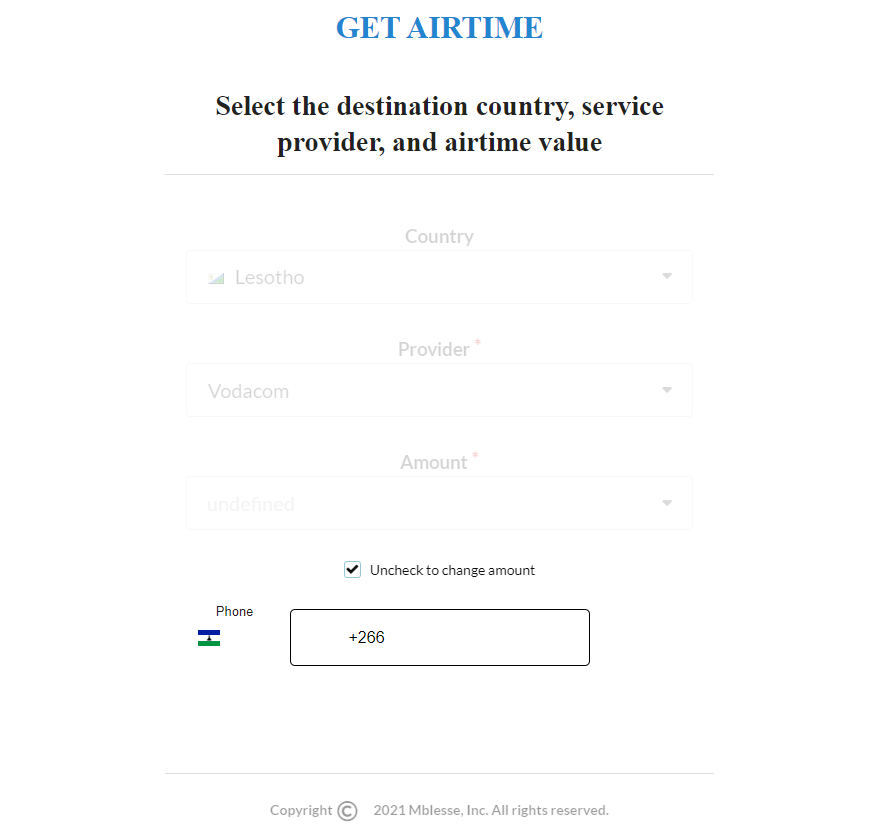 GET AIRTIME
Select the destination country, service
provider, and airtime value
Country
Lesotho
Provider *
Vodacom
Amount *
undefined
Uncheck to change amount
Phone
+266
Copyright © 2021 Mblesse, Inc. All rights reserved.